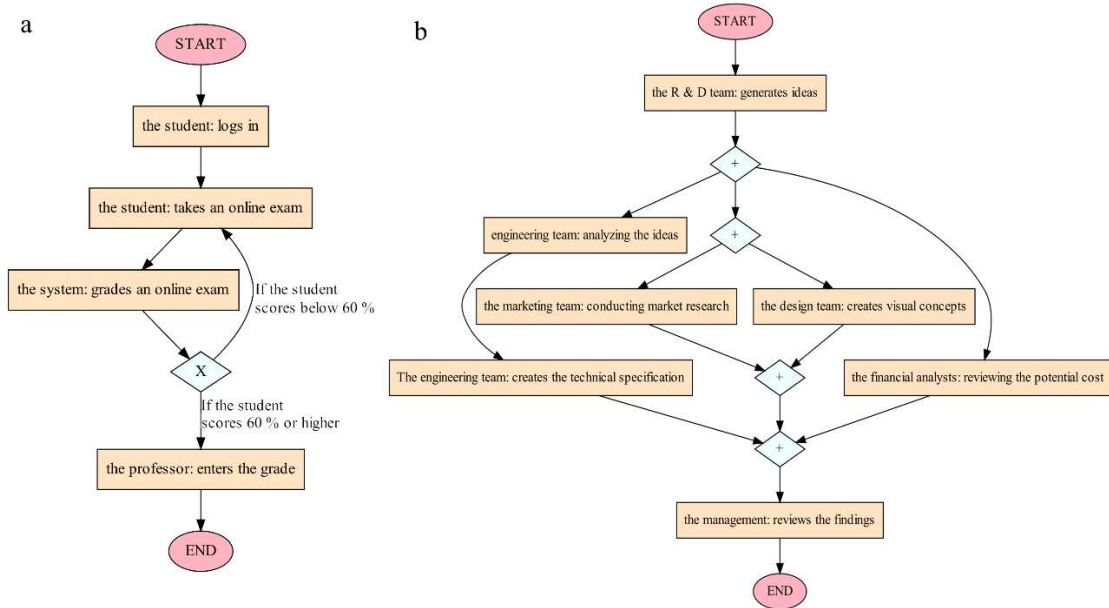 a
START
the student: logs in
the student: takes an online exam
the system: grades an online exam
If the student
scores below 60 %
X
If the student
scores 60 % or higher
the professor: enters the grade
END
b
START
the R & D team: generates ideas
+
engineering team: analyzing the ideas
+
the marketing team: conducting market research
the design team: creates visual concepts
The engineering team: creates the technical specification
+
the financial analysts: reviewing the potential cost
+
the management: reviews the findings
END